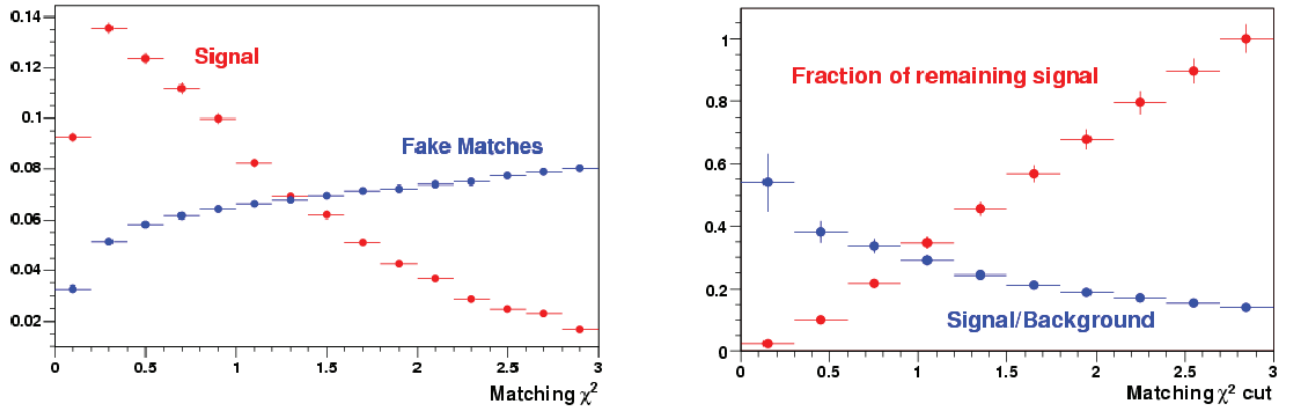 0.14
0.12
0.1
0.08
0.06
0.04
0.02
Signal
Fake Matches
0 0.5 1 1.5 2 2.5 3
Matching χ²
1
0.8
0.6
0.4
0.2
0
Fraction of remaining signal
Signal/Background
0 0.5 1 1.5 2 2.5 3
Matching χ² cut